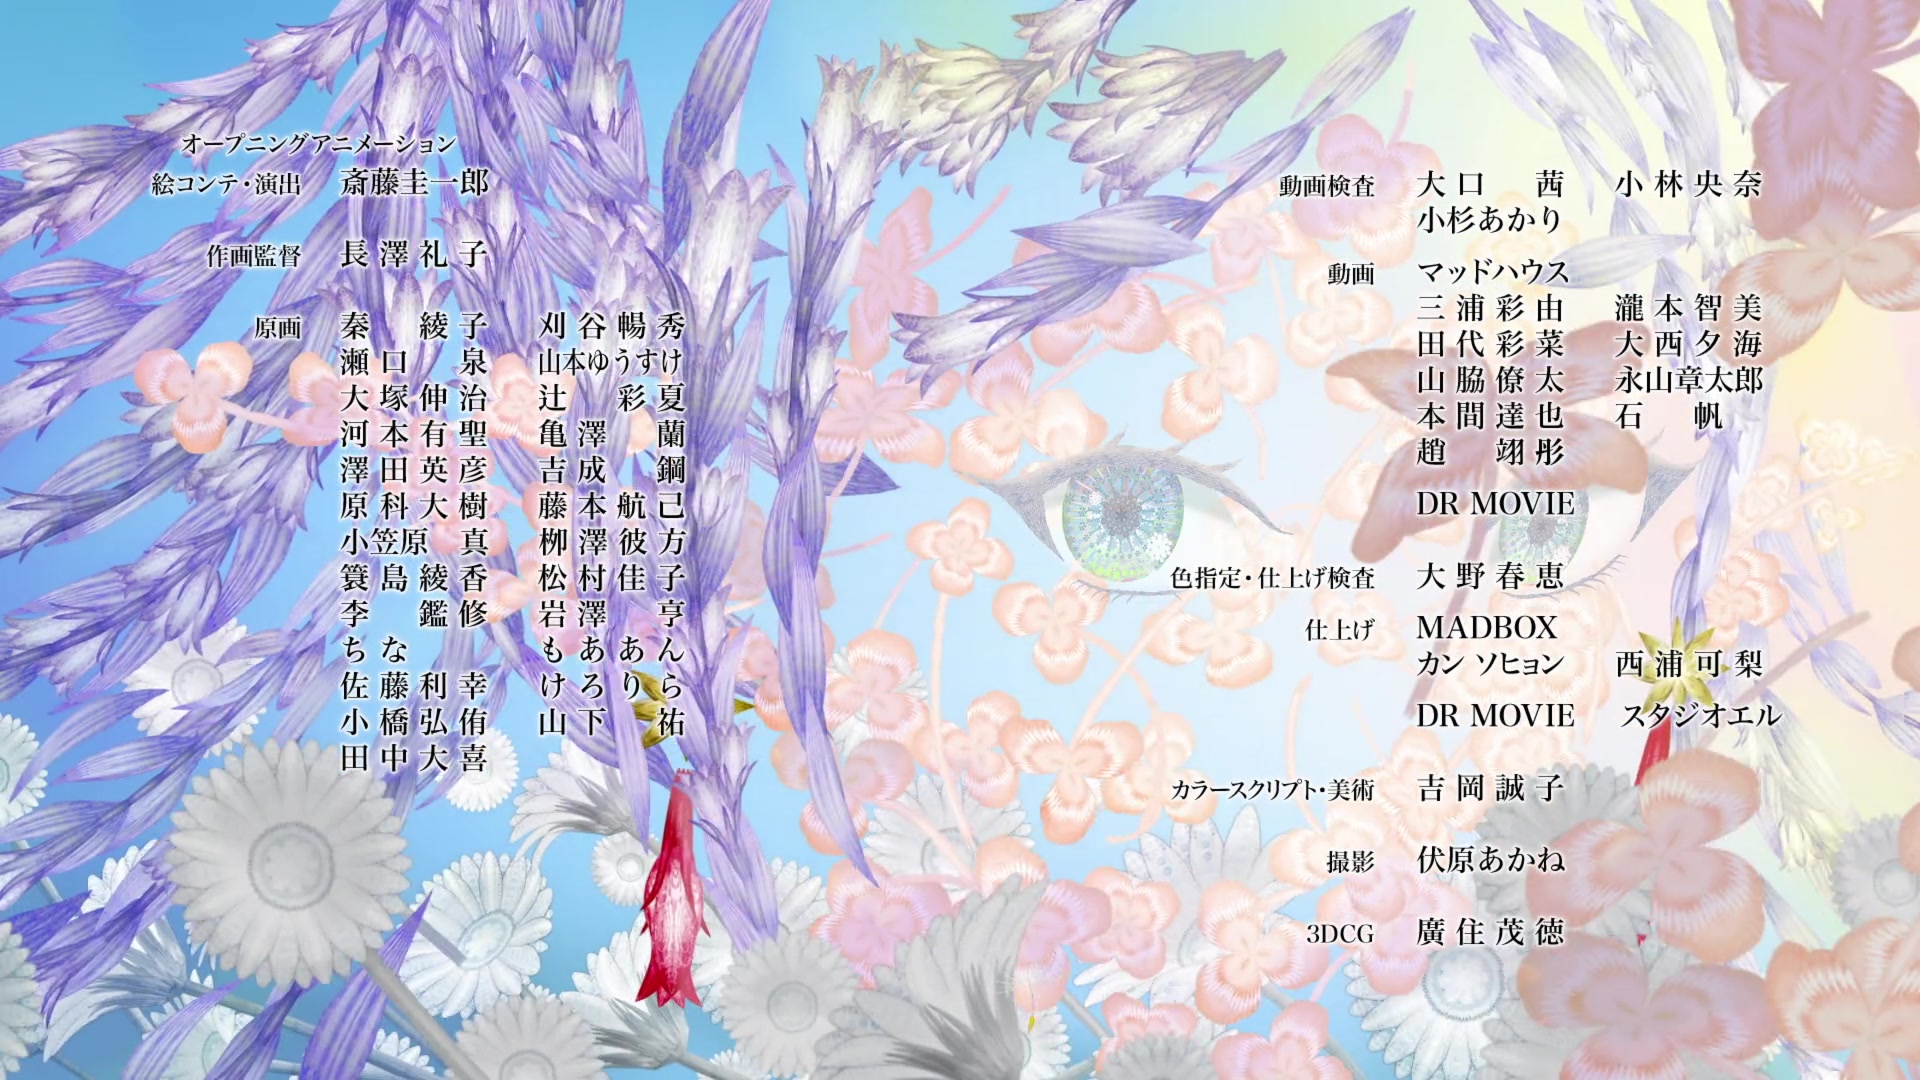 オープニングアニメーション
絵コンテ・演出 斎藤圭一郎
作画監督 長澤礼子
原画 秦 綾子 刈谷暢秀
瀬口 泉 山本ゆうすけ
大塚伸治 辻 彩夏
河本有聖 亀澤 蘭
澤田英彦 吉成 鋼
原科大樹 藤本航己
小笠原 真 栁澤彼方
簑島綾香 松村佳子
李 鑑修 岩澤 亨
ちな もああん
佐藤利幸 けろりら
小橋弘侑 山下 祐
田中大喜
動画検査 大口 茜 小林央奈
小杉あかり
動画 マッドハウス
三浦彩由 瀧本智美
田代彩菜 大西夕海
山脇僚太 永山章太郎
本間達也 石 帆
趙 翊彤
DR MOVIE
色指定・仕上げ検査 大野春恵
仕上げ MADBOX
カン ソヒョン 西浦可梨
DR MOVIE スタジオエル
カラースクリプト・美術 吉岡誠子
撮影 伏原あかね
3DCG 廣住茂徳